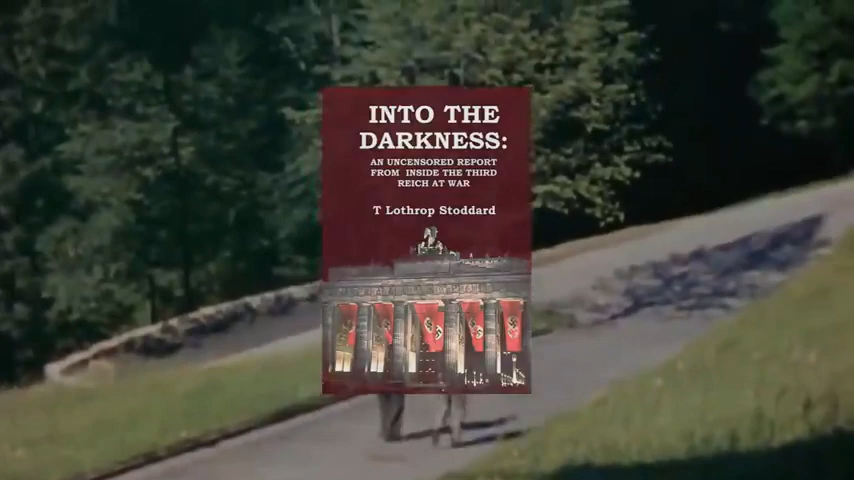 INTO THE
DARKNESS:
AN UNCENSORED REPORT
FROM INSIDE THE THIRD
REICH AT WAR
T Lothrop Stoddard